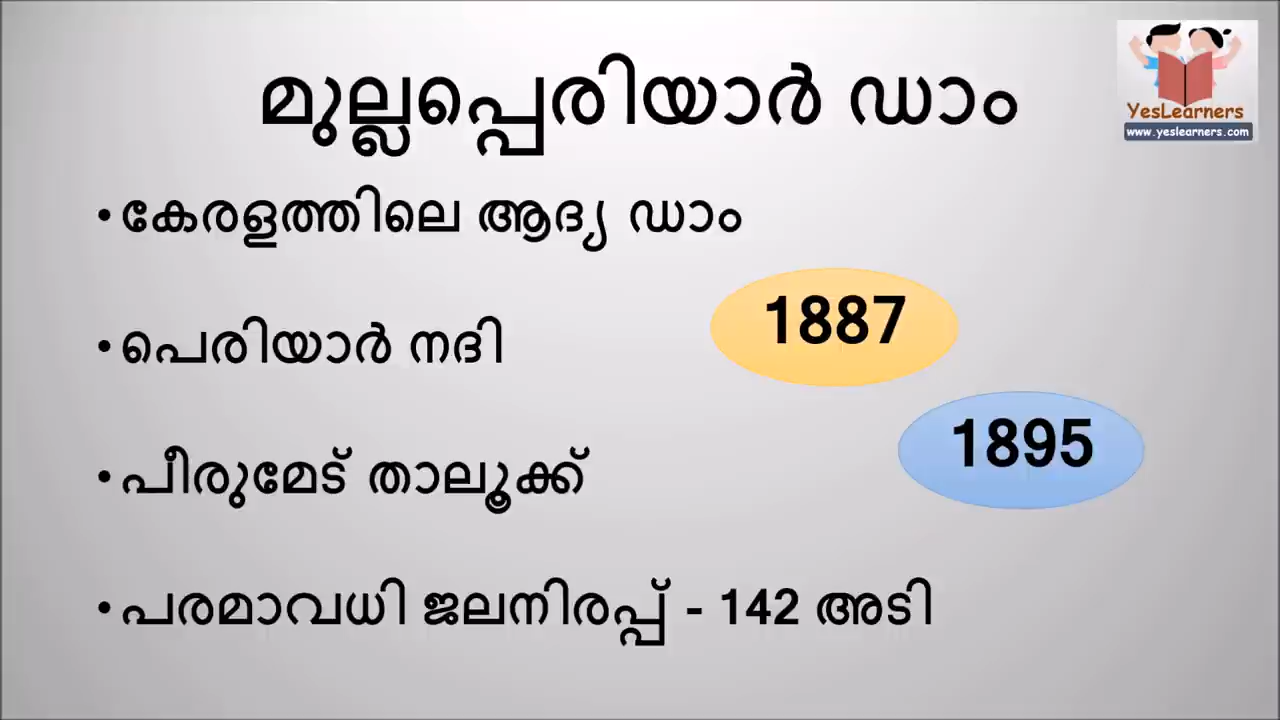 മുല്ലപ്പെരിയാർ ഡാം
YesLearners
www.yeslearners.com
•കേരളത്തിലെ ആദ്യ ഡാം
1887
•പെരിയാർ നദി
1895
•പീരുമേട് താലൂക്ക്
•പരമാവധി ജലനിരപ്പ് - 142 അടി